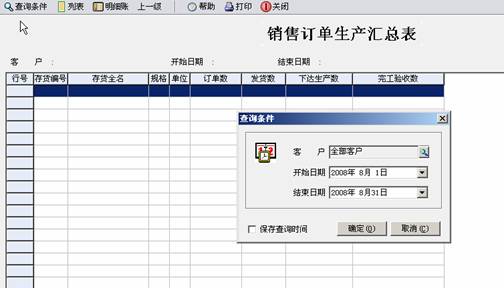 查询条件 列表 明细账 上一级 帮助 打印 关闭
销售订单生产汇总表
客 户 : 开始日期 : 结束日期 :
行号 存货编号 存货全名 规格 单位 订单数 发货数 下达生产数 完工验收数
查询条件
客 户 全部客户
开始日期 2008年 8月 1日
结束日期 2008年 8月31日
保存查询时间 确定(O) 取消(C)